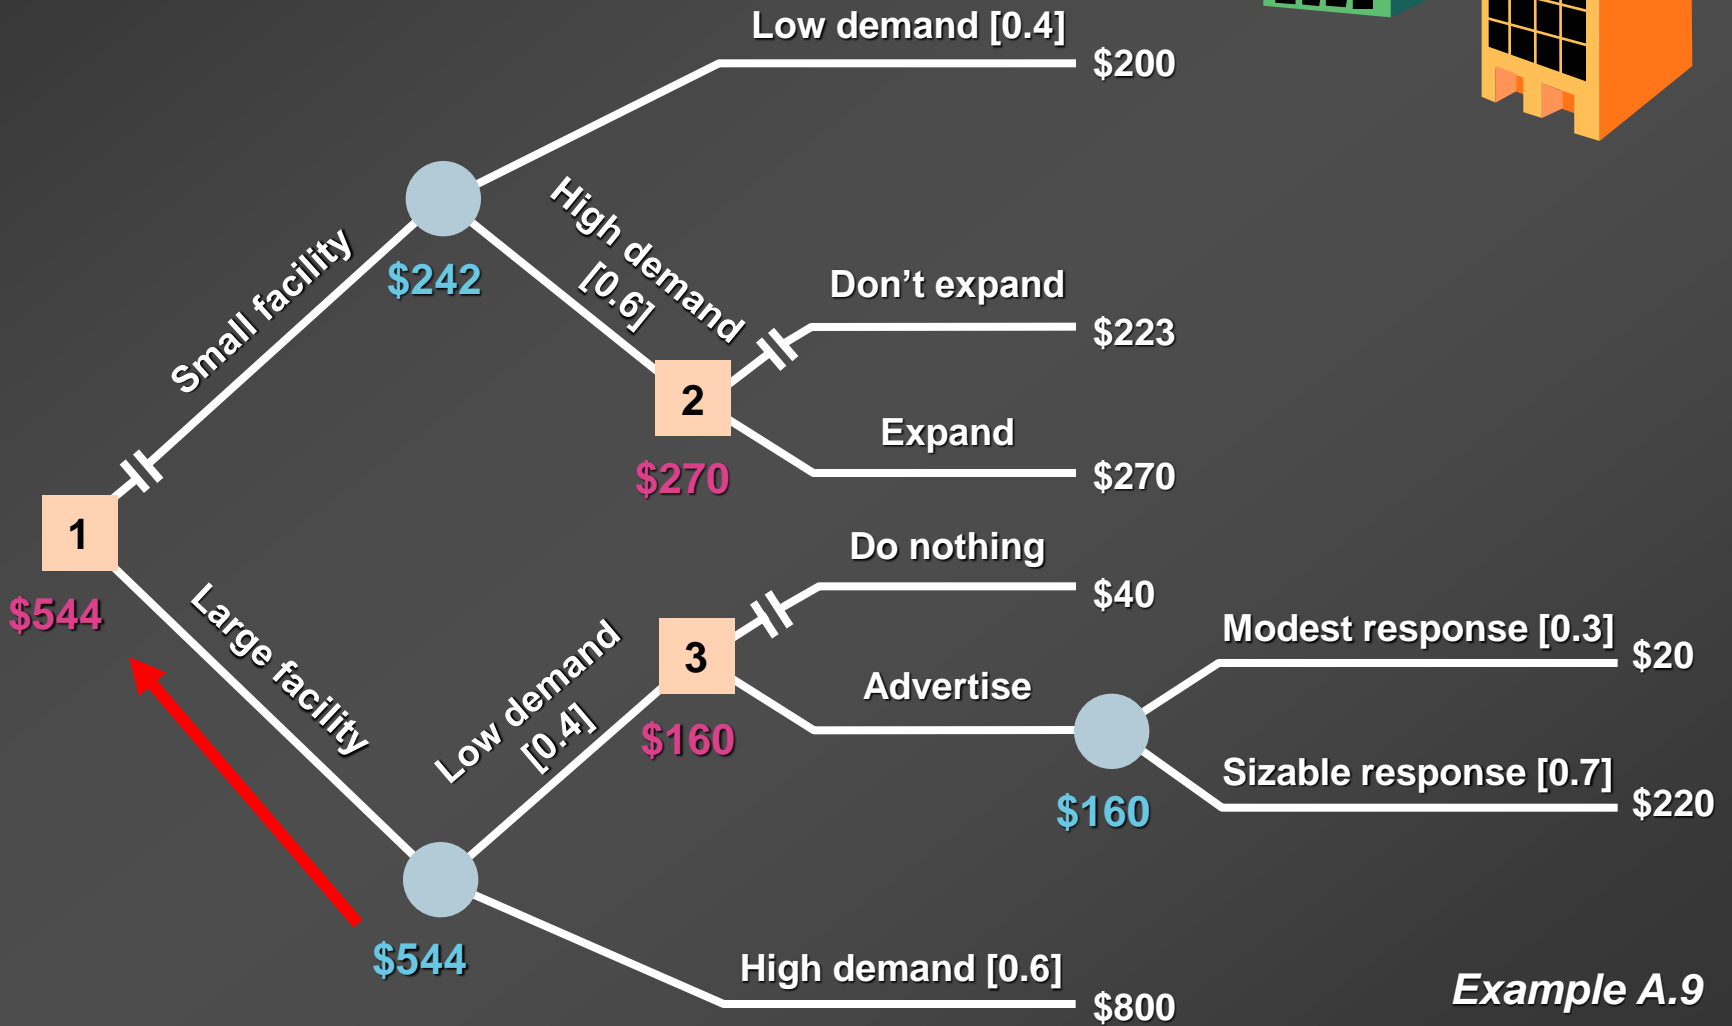 Low demand [0.4]
$200
High demand
[0.6]
Small facility
$242
Don’t expand
$223
2
Expand
$270
$270
1
$544
Do nothing
$40
Large facility
Low demand
[0.4]
3
$160
Advertise
Modest response [0.3]
$20
Sizable response [0.7]
$220
$160
$544
High demand [0.6]
$800
Example A.9